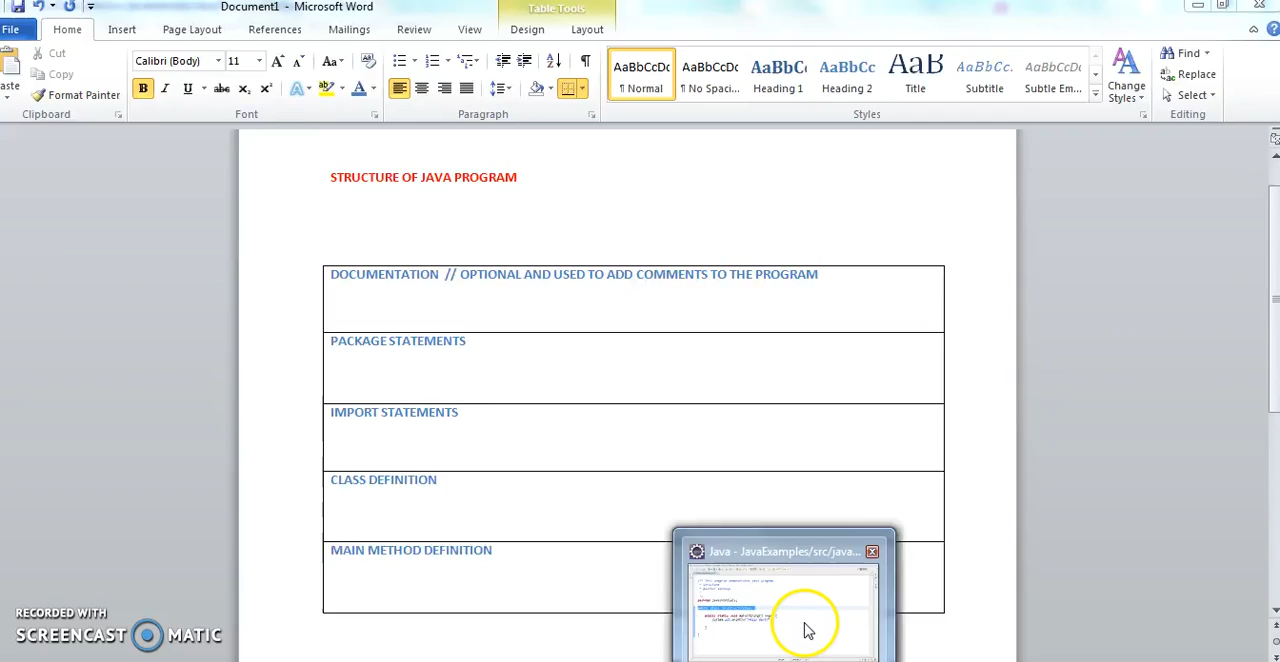 Document1 - Microsoft Word
Table Tools
File Home Insert Page Layout References Mailings Review View Design Layout
Cut
Copy
Format Painter
Clipboard
Calibri (Body) 11
Font
Paragraph
AaBbCcDc AaBbCcDc AaBbC AaBbCc AaB AaBbCc. AaBbCcDc
¶ Normal ¶ No Spaci... Heading 1 Heading 2 Title Subtitle Subtle Em...
Styles
Change
Styles
Find
Replace
Select
Editing
STRUCTURE OF JAVA PROGRAM
DOCUMENTATION // OPTIONAL AND USED TO ADD COMMENTS TO THE PROGRAM
PACKAGE STATEMENTS
IMPORT STATEMENTS
CLASS DEFINITION
MAIN METHOD DEFINITION
Java - JavaExamples/src/java...
RECORDED WITH
SCREENCAST MATIC